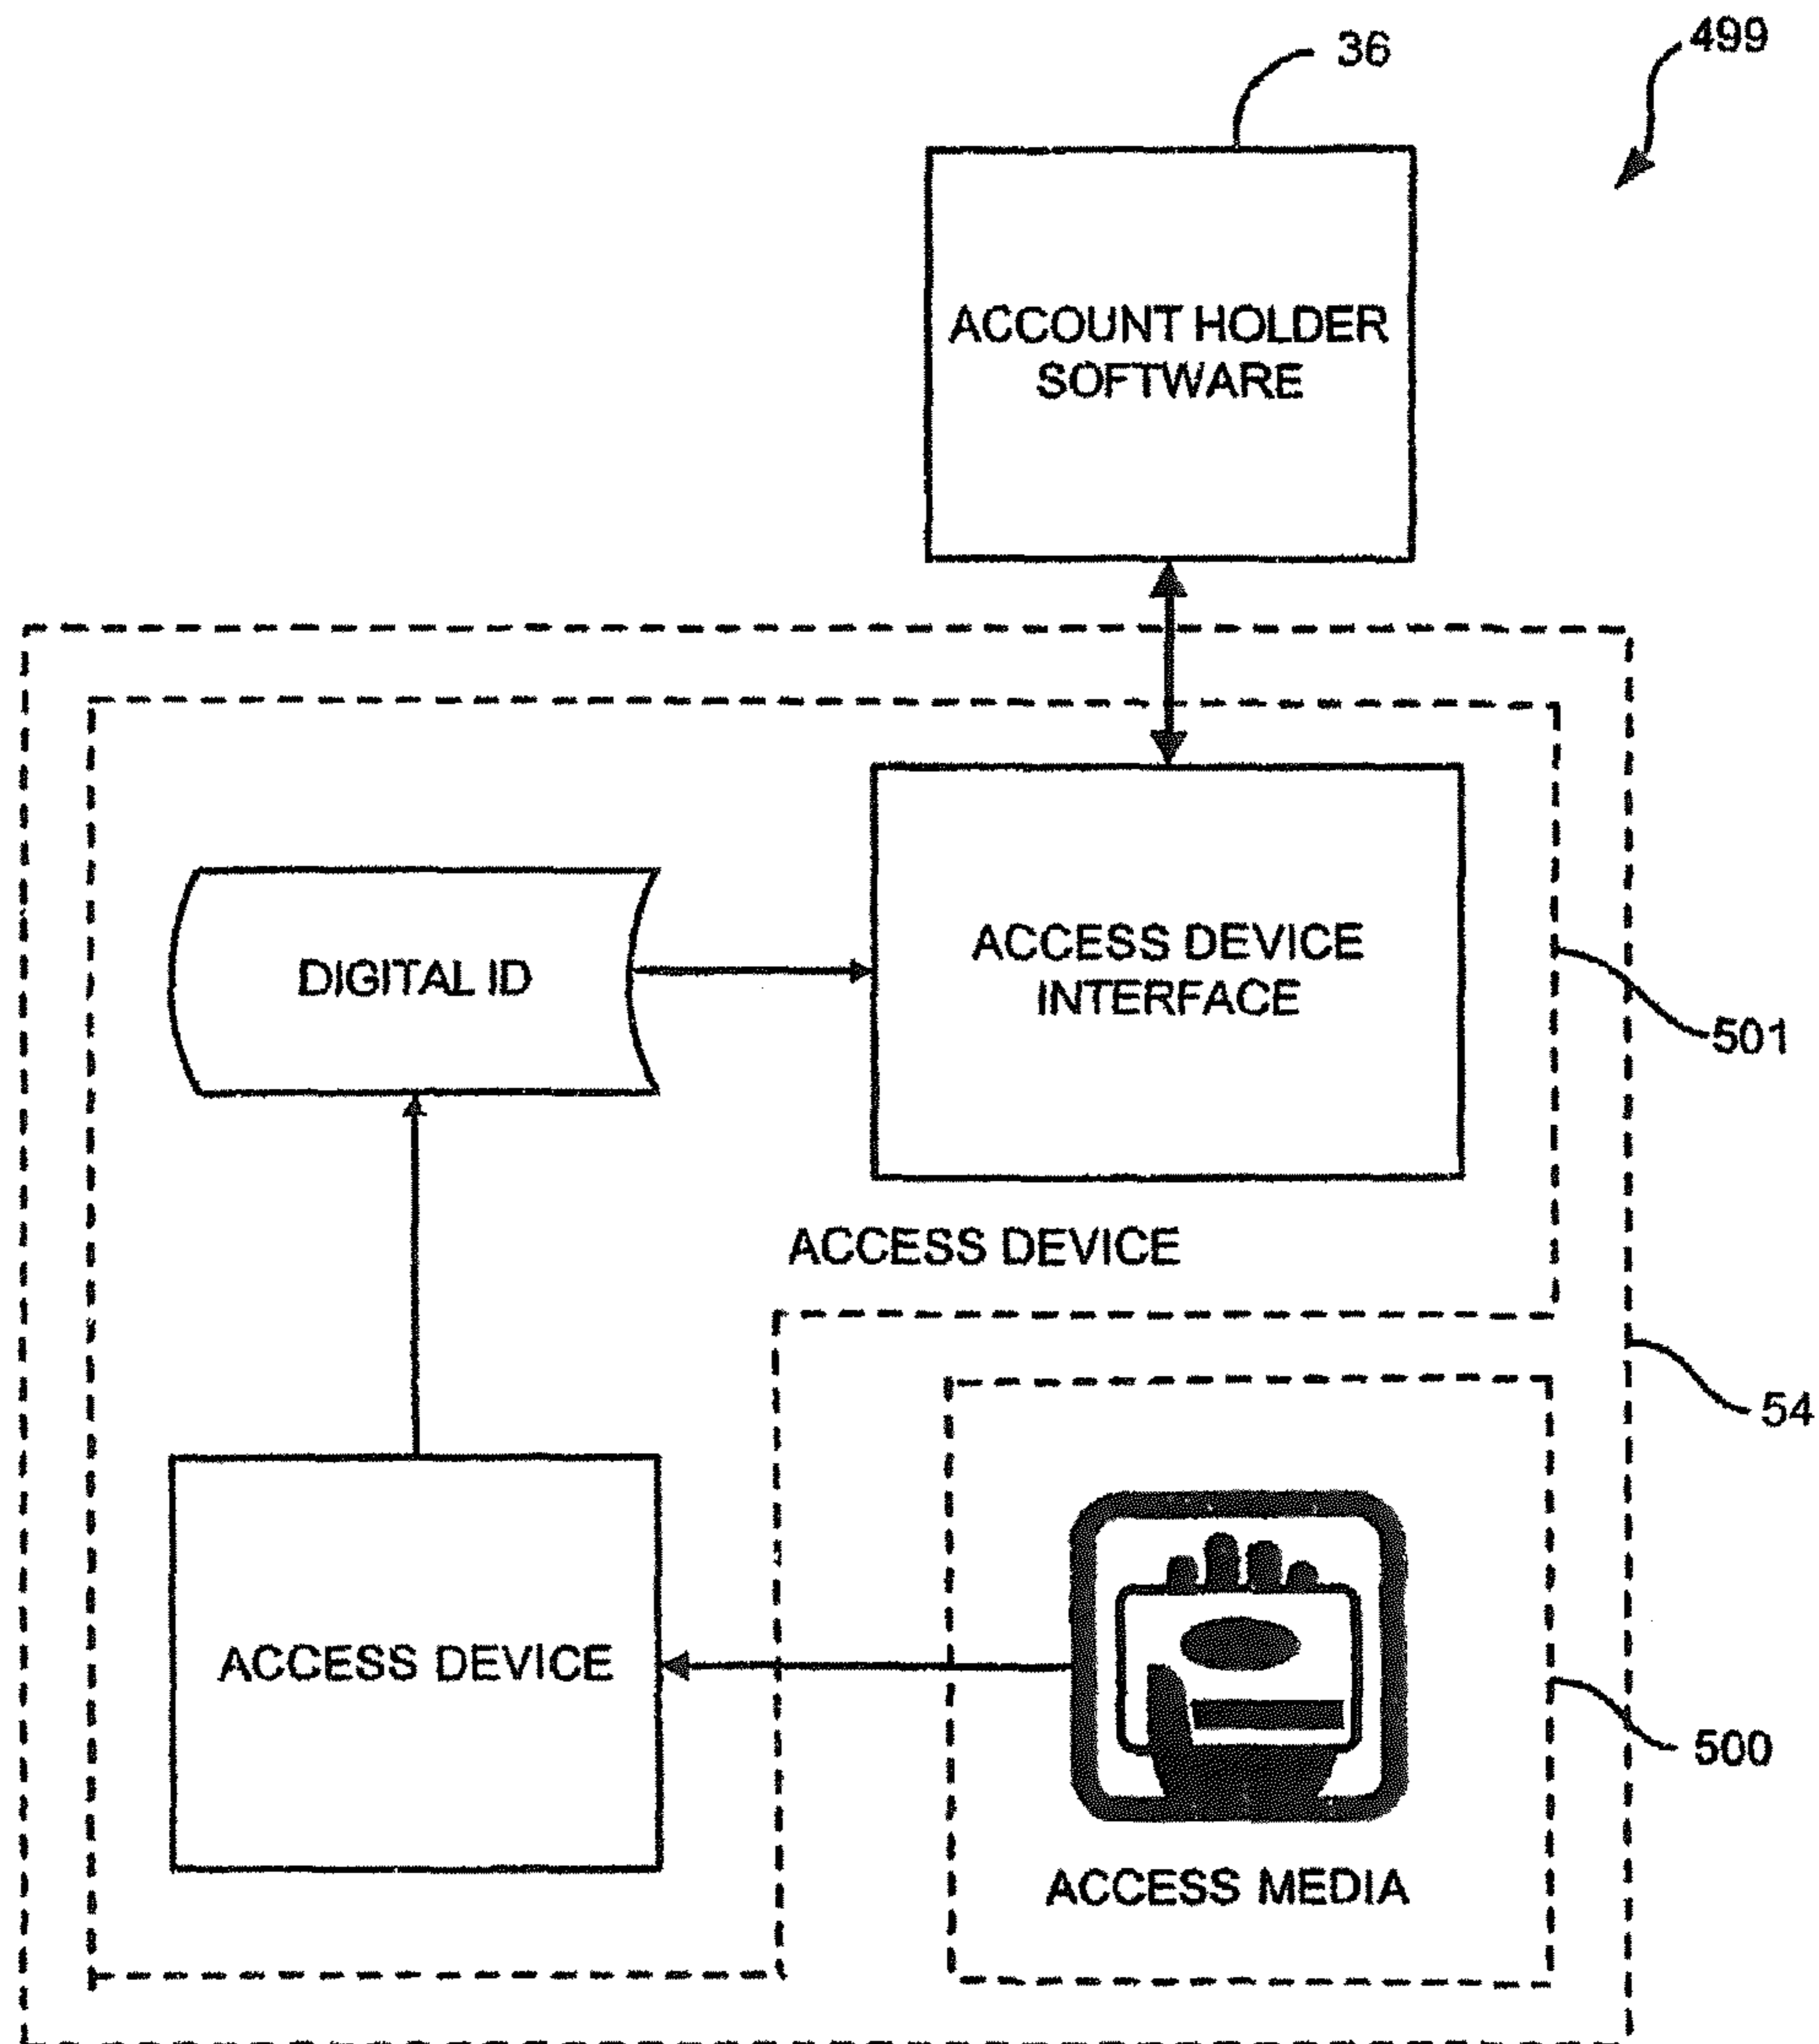 36
499
ACCOUNT HOLDER
SOFTWARE
DIGITAL ID
ACCESS DEVICE
INTERFACE
501
ACCESS DEVICE
54
ACCESS DEVICE
500
ACCESS MEDIA